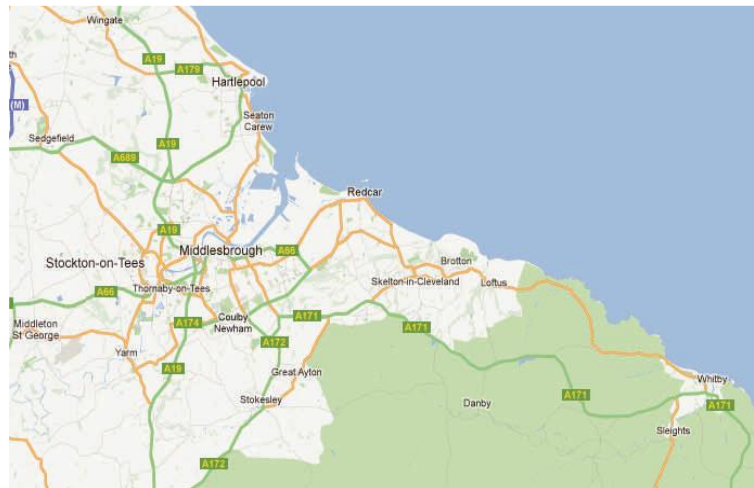 Wingate
A19
A179
Hartlepool
(M)
Seaton
Carew
Sedgefield
A19
A689
Redcar
A19
Middlesbrough
A66
Stockton-on-Tees
Brotton
Skelton-in-Cleveland
Loftus
Thornaby-on-Tees
A66
Middleton
St George
A174
Coulby
Newham
A171
A171
A172
Yarm
A19
Great Ayton
Whitby
A171
A171
Stokesley
Danby
Sleights
A172